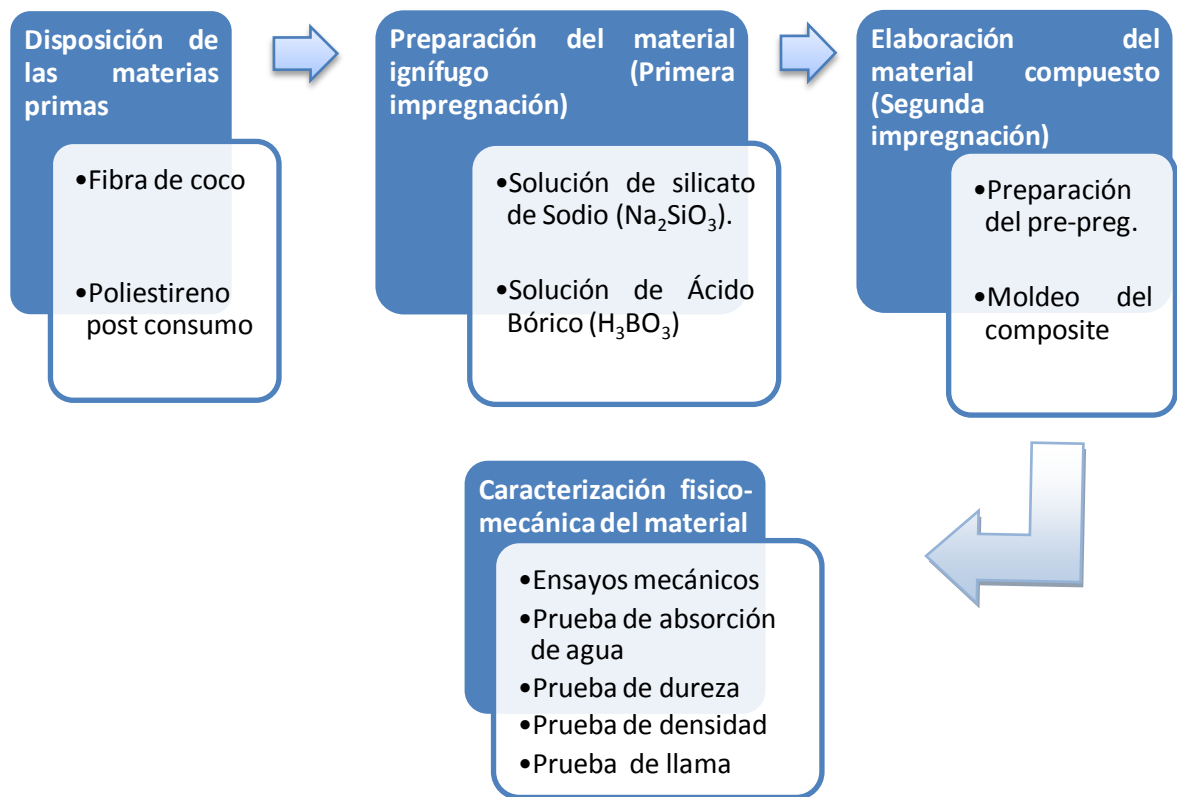 Disposición de
las materias
primas
•Fibra de coco
•Poliestireno
post consumo
Preparación del material
ignífugo (Primera
impregnación)
•Solución de silicato
de Sodio (Na₂SiO₃).
•Solución de Ácido
Bórico (H₃BO₃)
Elaboración del
material compuesto
(Segunda
impregnación)
•Preparación
del pre-preg.
•Moldeo del
composite
Caracterización fisico-
mecánica del material
•Ensayos mecánicos
•Prueba de absorción
de agua
•Prueba de dureza
•Prueba de densidad
•Prueba de llama